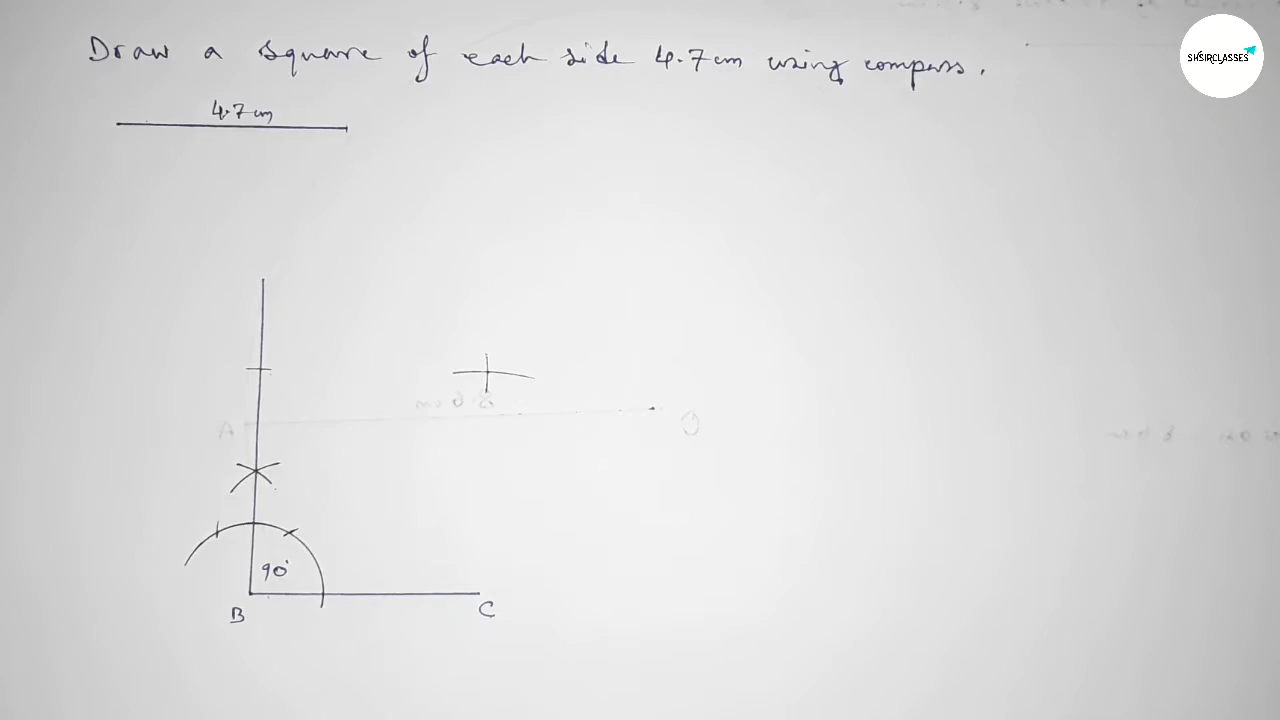 Draw a square of each side 4.7cm using compass.
SHSIRCLASSES
4.7cm
90°
B
C